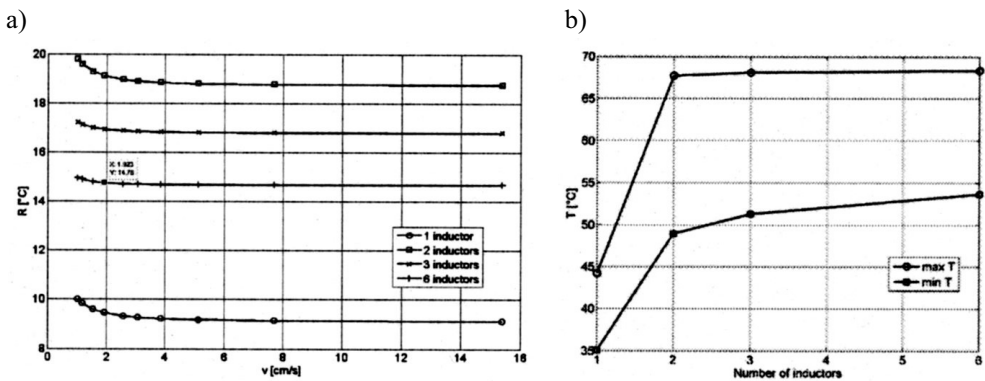 a)
b)
20
18
16
14
12
10
8
0
2
4
6
8
10
12
14
16
R [°C]
v [cm/s]
X: 1.923
Y: 14.75
1 inductor
2 inductors
3 inductors
6 inductors
70
65
60
55
50
45
40
35
1
2
3
4
5
6
T [°C]
Number of inductors
max T
min T